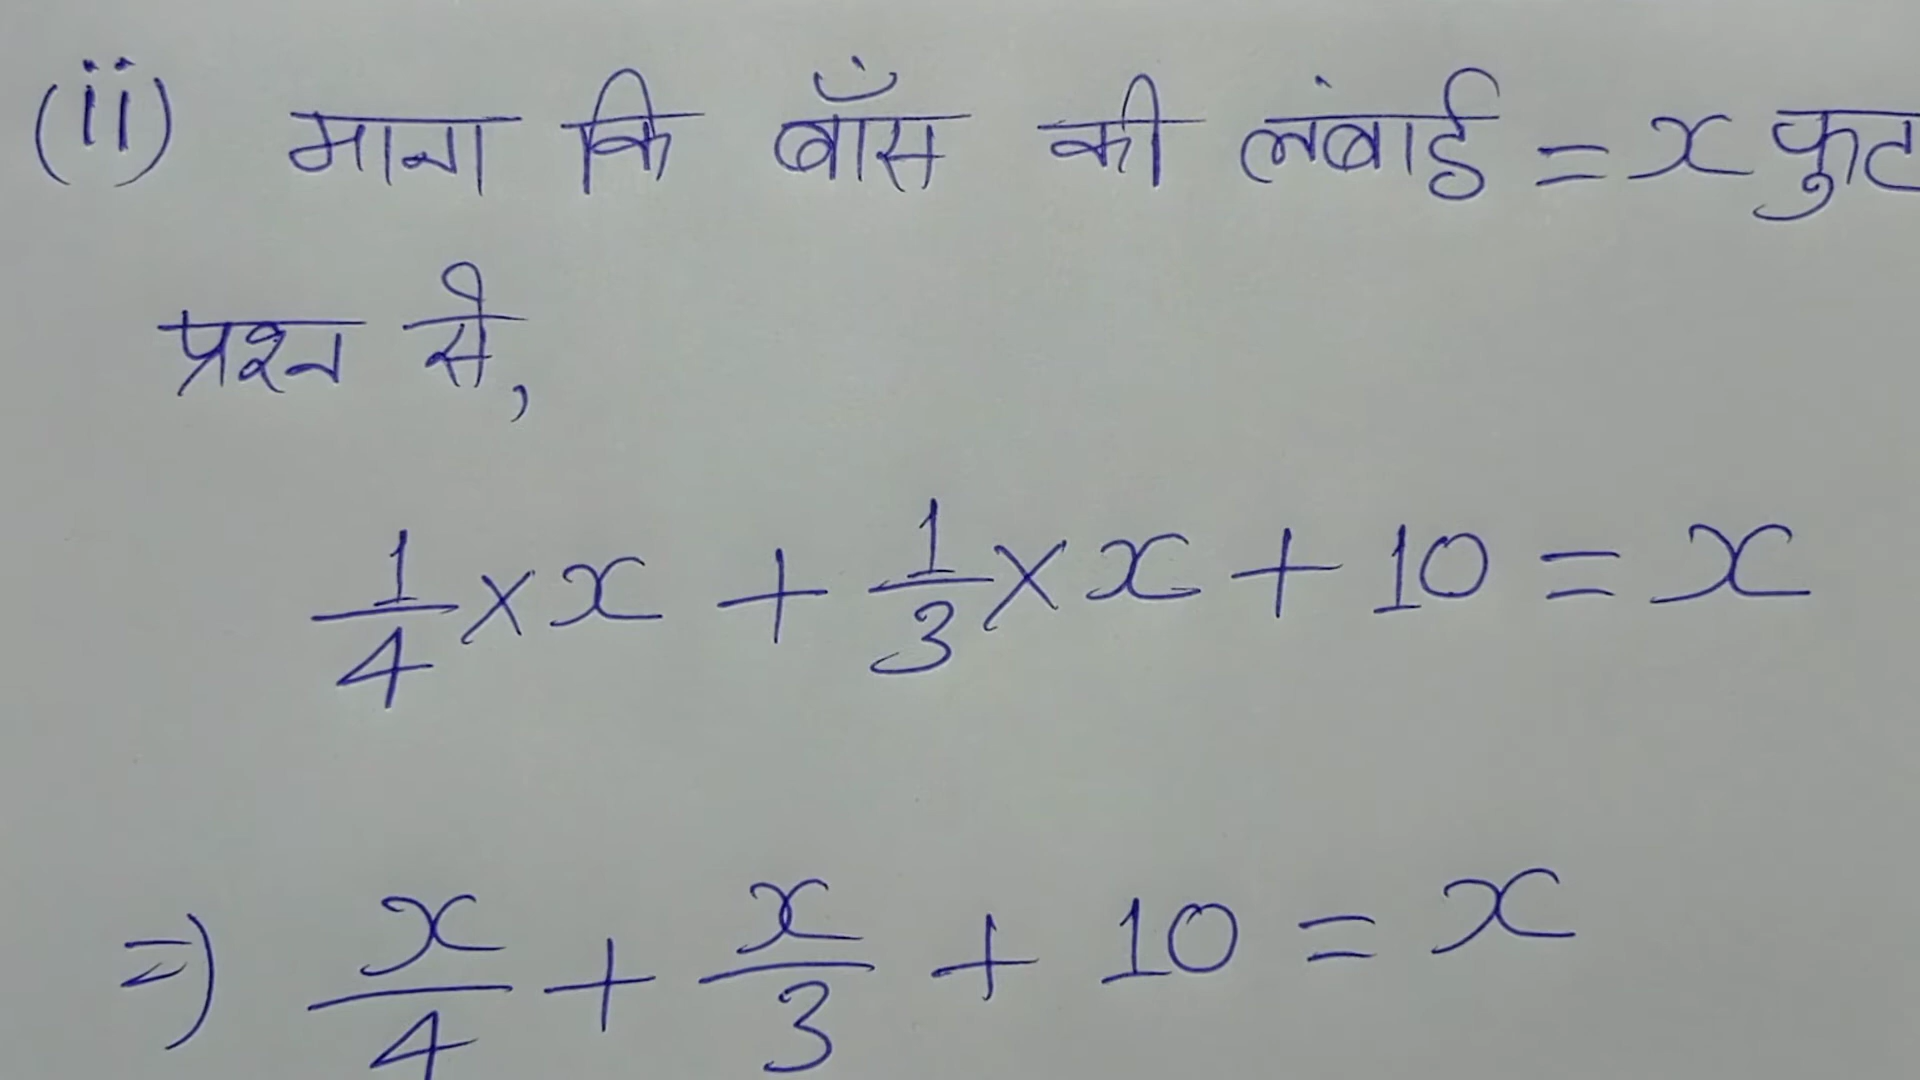 (ii) माना कि बाँस की लंबाई = x फुट
प्रश्न से,
1/4 × x + 1/3 × x + 10 = x
⇒ x/4 + x/3 + 10 = x